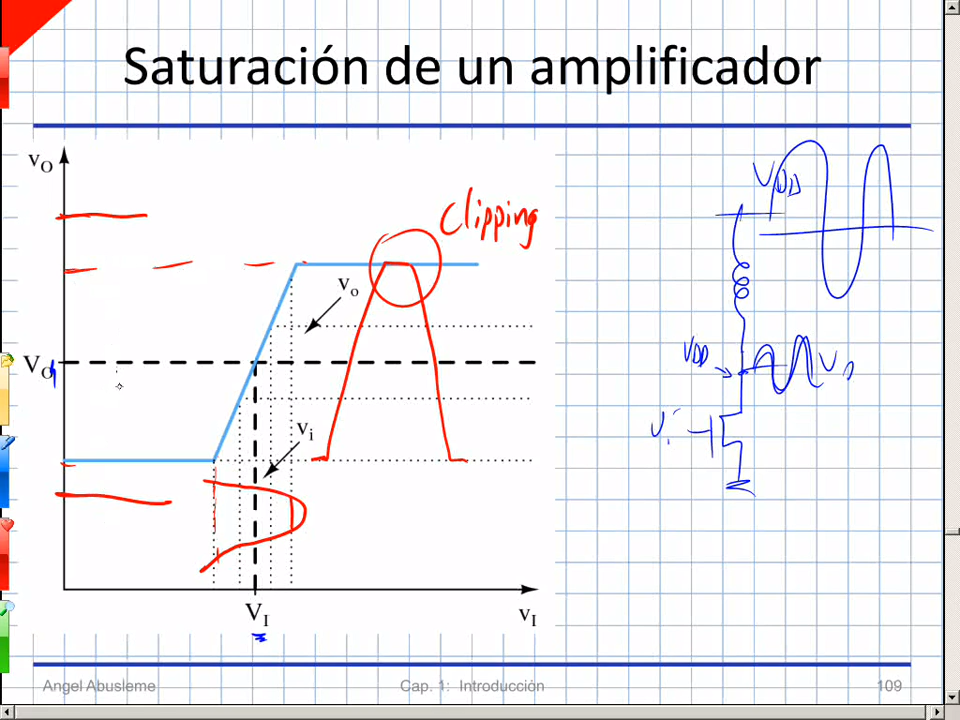 Saturación de un amplificador
vO
Clipping
VDD
vo
VO
VDD
vi
Vi
VI
vI
Angel Abusleme
Cap. 1: Introducción
109